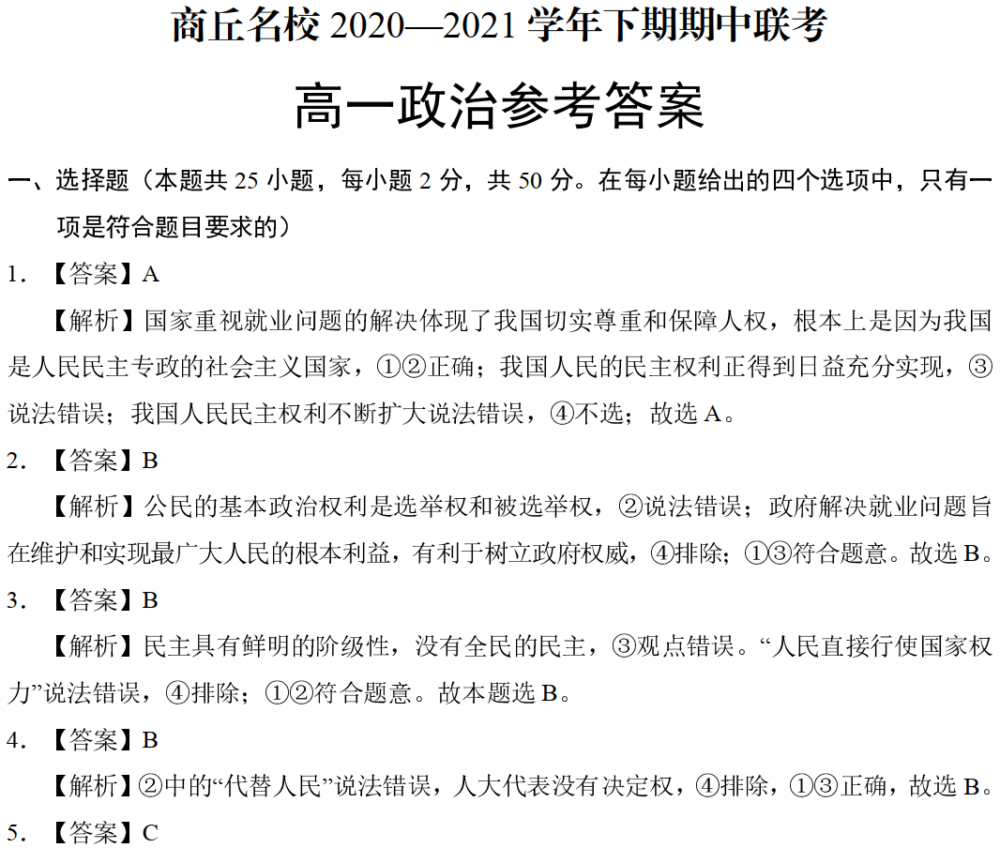 商丘名校 2020—2021 学年下期期中联考
高一政治参考答案
一、选择题（本题共 25 小题，每小题 2 分，共 50 分。在每小题给出的四个选项中，只有一
项是符合题目要求的）
1．【答案】A
【解析】国家重视就业问题的解决体现了我国切实尊重和保障人权，根本上是因为我国
是人民民主专政的社会主义国家，①②正确；我国人民的民主权利正得到日益充分实现，③
说法错误；我国人民民主权利不断扩大说法错误，④不选；故选 A。
2．【答案】B
【解析】公民的基本政治权利是选举权和被选举权，②说法错误；政府解决就业问题旨
在维护和实现最广大人民的根本利益，有利于树立政府权威，④排除；①③符合题意。故选 B。
3．【答案】B
【解析】民主具有鲜明的阶级性，没有全民的民主，③观点错误。“人民直接行使国家权
力”说法错误，④排除；①②符合题意。故本题选 B。
4．【答案】B
【解析】②中的“代替人民”说法错误，人大代表没有决定权，④排除，①③正确，故选 B。
5．【答案】C